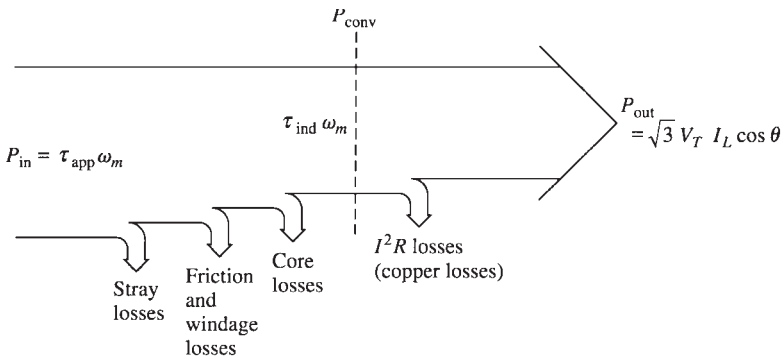 P_conv
τ_ind ω_m
P_in = τ_app ω_m
P_out
= √3 V_T I_L cos θ
Stray
losses
Friction
and
windage
losses
Core
losses
I²R losses
(copper losses)